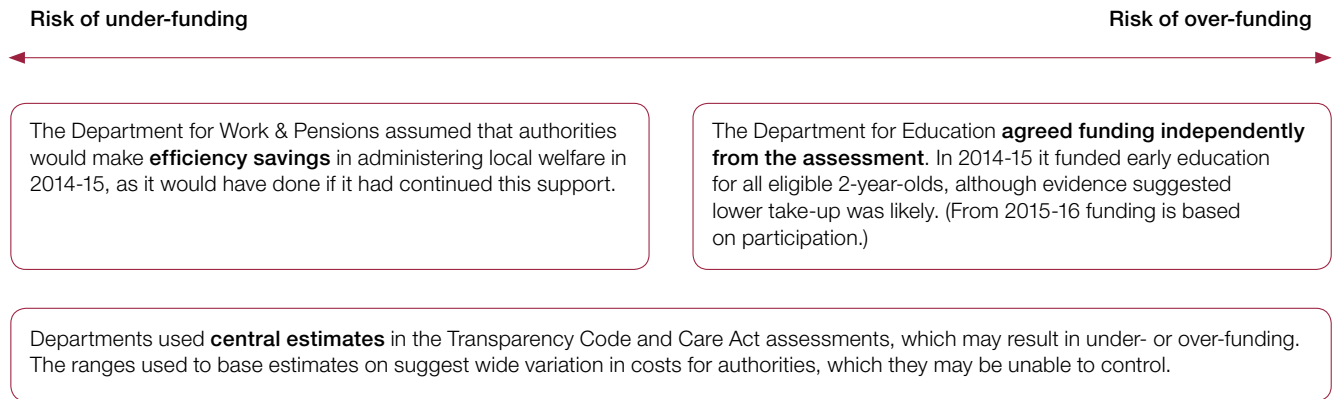 Risk of under-funding
Risk of over-funding
The Department for Work & Pensions assumed that authorities
would make efficiency savings in administering local welfare in
2014-15, as it would have done if it had continued this support.
The Department for Education agreed funding independently
from the assessment. In 2014-15 it funded early education
for all eligible 2-year-olds, although evidence suggested
lower take-up was likely. (From 2015-16 funding is based
on participation.)
Departments used central estimates in the Transparency Code and Care Act assessments, which may result in under- or over-funding.
The ranges used to base estimates on suggest wide variation in costs for authorities, which they may be unable to control.